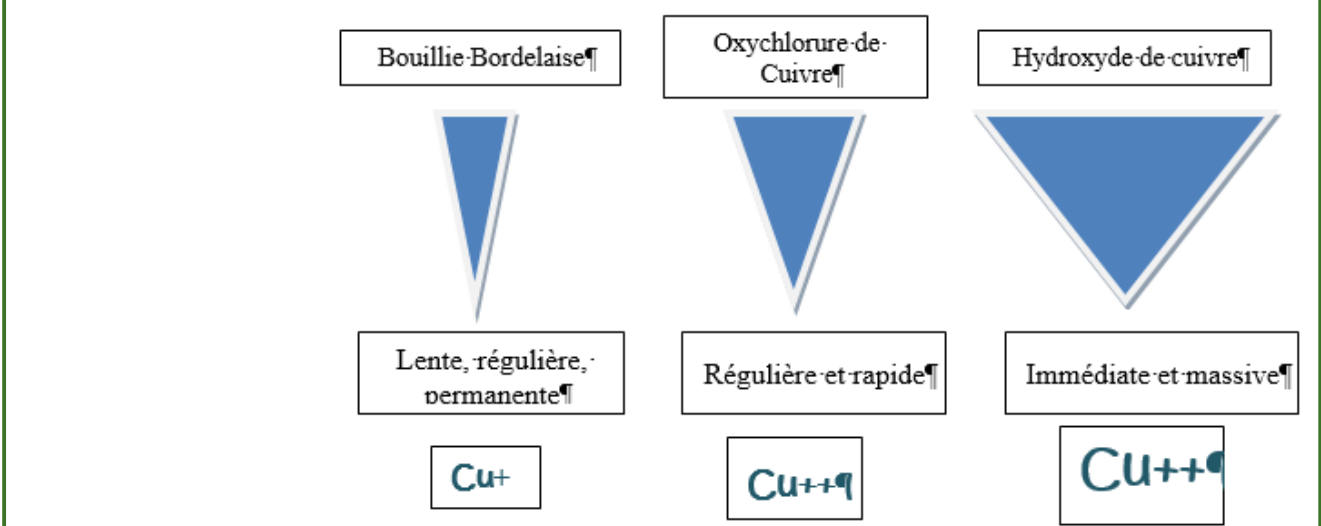 Bouillie·Bordelaise¶
Oxychlorure·de·
Cuivre¶
Hydroxyde·de·cuivre¶
Lente,·régulière,·
permanente¶
Régulière·et·rapide¶
Immédiate·et·massive¶
Cu+
Cu++¶
Cu++¶